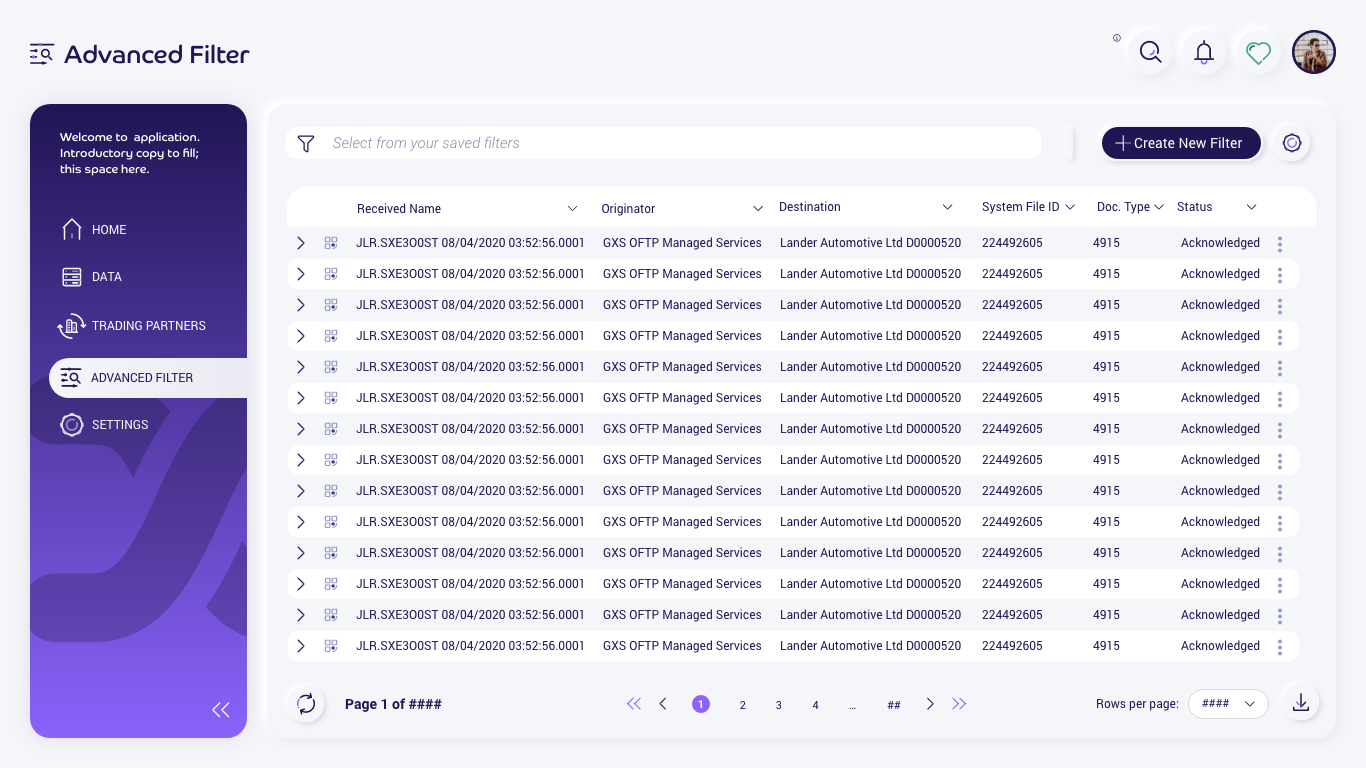 Advanced Filter
Welcome to application.
Introductory copy to fill;
this space here.
HOME
DATA
TRADING PARTNERS
ADVANCED FILTER
SETTINGS
Select from your saved filters
Create New Filter
Received Name Originator Destination System File ID Doc. Type Status
JLR.SXE3O0ST 08/04/2020 03:52:56.0001 GXS OFTP Managed Services Lander Automotive Ltd D0000520 224492605 4915 Acknowledged
JLR.SXE3O0ST 08/04/2020 03:52:56.0001 GXS OFTP Managed Services Lander Automotive Ltd D0000520 224492605 4915 Acknowledged
JLR.SXE3O0ST 08/04/2020 03:52:56.0001 GXS OFTP Managed Services Lander Automotive Ltd D0000520 224492605 4915 Acknowledged
JLR.SXE3O0ST 08/04/2020 03:52:56.0001 GXS OFTP Managed Services Lander Automotive Ltd D0000520 224492605 4915 Acknowledged
JLR.SXE3O0ST 08/04/2020 03:52:56.0001 GXS OFTP Managed Services Lander Automotive Ltd D0000520 224492605 4915 Acknowledged
JLR.SXE3O0ST 08/04/2020 03:52:56.0001 GXS OFTP Managed Services Lander Automotive Ltd D0000520 224492605 4915 Acknowledged
JLR.SXE3O0ST 08/04/2020 03:52:56.0001 GXS OFTP Managed Services Lander Automotive Ltd D0000520 224492605 4915 Acknowledged
JLR.SXE3O0ST 08/04/2020 03:52:56.0001 GXS OFTP Managed Services Lander Automotive Ltd D0000520 224492605 4915 Acknowledged
JLR.SXE3O0ST 08/04/2020 03:52:56.0001 GXS OFTP Managed Services Lander Automotive Ltd D0000520 224492605 4915 Acknowledged
JLR.SXE3O0ST 08/04/2020 03:52:56.0001 GXS OFTP Managed Services Lander Automotive Ltd D0000520 224492605 4915 Acknowledged
JLR.SXE3O0ST 08/04/2020 03:52:56.0001 GXS OFTP Managed Services Lander Automotive Ltd D0000520 224492605 4915 Acknowledged
JLR.SXE3O0ST 08/04/2020 03:52:56.0001 GXS OFTP Managed Services Lander Automotive Ltd D0000520 224492605 4915 Acknowledged
JLR.SXE3O0ST 08/04/2020 03:52:56.0001 GXS OFTP Managed Services Lander Automotive Ltd D0000520 224492605 4915 Acknowledged
JLR.SXE3O0ST 08/04/2020 03:52:56.0001 GXS OFTP Managed Services Lander Automotive Ltd D0000520 224492605 4915 Acknowledged
Page 1 of #### 1 2 3 4 ... ## Rows per page: ####